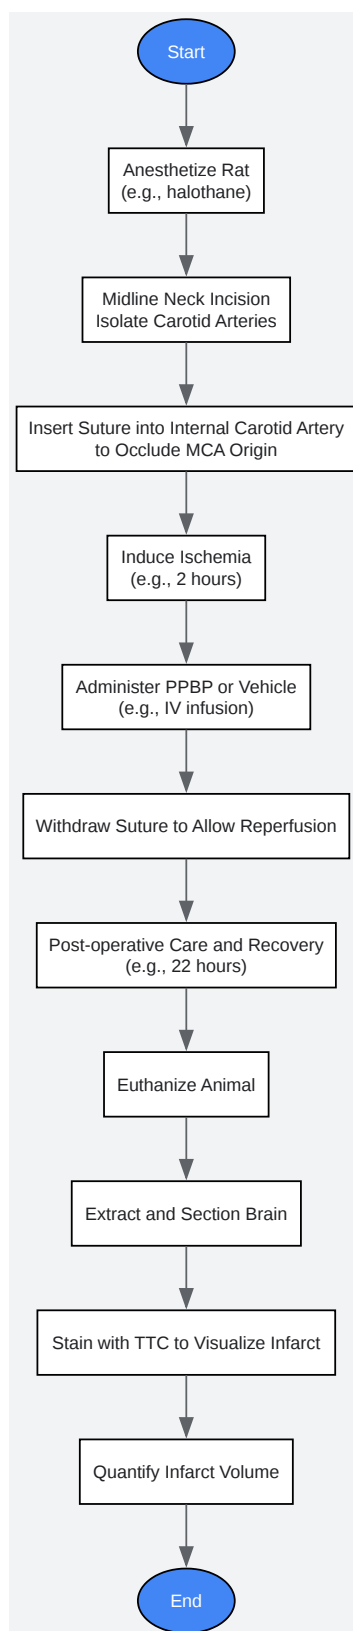 Start
Anesthetize Rat
(e.g., halothane)
Midline Neck Incision
Isolate Carotid Arteries
Insert Suture into Internal Carotid Artery
to Occlude MCA Origin
Induce Ischemia
(e.g., 2 hours)
Administer PPBP or Vehicle
(e.g., IV infusion)
Withdraw Suture to Allow Reperfusion
Post-operative Care and Recovery
(e.g., 22 hours)
Euthanize Animal
Extract and Section Brain
Stain with TTC to Visualize Infarct
Quantify Infarct Volume
End